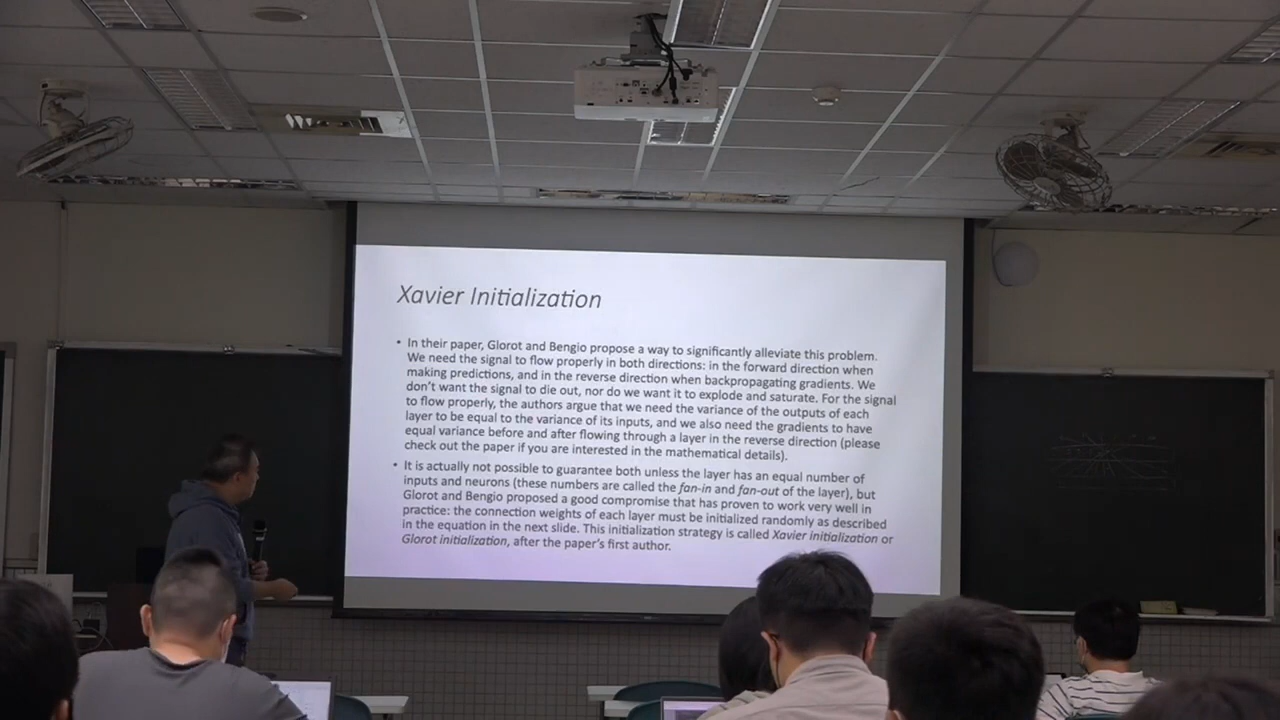 Xavier Initialization
• In their paper, Glorot and Bengio propose a way to significantly alleviate this problem.
We need the signal to flow properly in both directions: in the forward direction when
making predictions, and in the reverse direction when backpropagating gradients. We
don't want the signal to die out, nor do we want it to explode and saturate. For the signal
to flow properly, the authors argue that we need the variance of the outputs of each
layer to be equal to the variance of its inputs, and we also need the gradients to have
equal variance before and after flowing through a layer in the reverse direction (please
check out the paper if you are interested in the mathematical details).
• It is actually not possible to guarantee both unless the layer has an equal number of
inputs and neurons (these numbers are called the fan-in and fan-out of the layer), but
Glorot and Bengio proposed a good compromise that has proven to work very well in
practice: the connection weights of each layer must be initialized randomly as described
in the equation in the next slide. This initialization strategy is called Xavier initialization or
Glorot initialization, after the paper's first author.